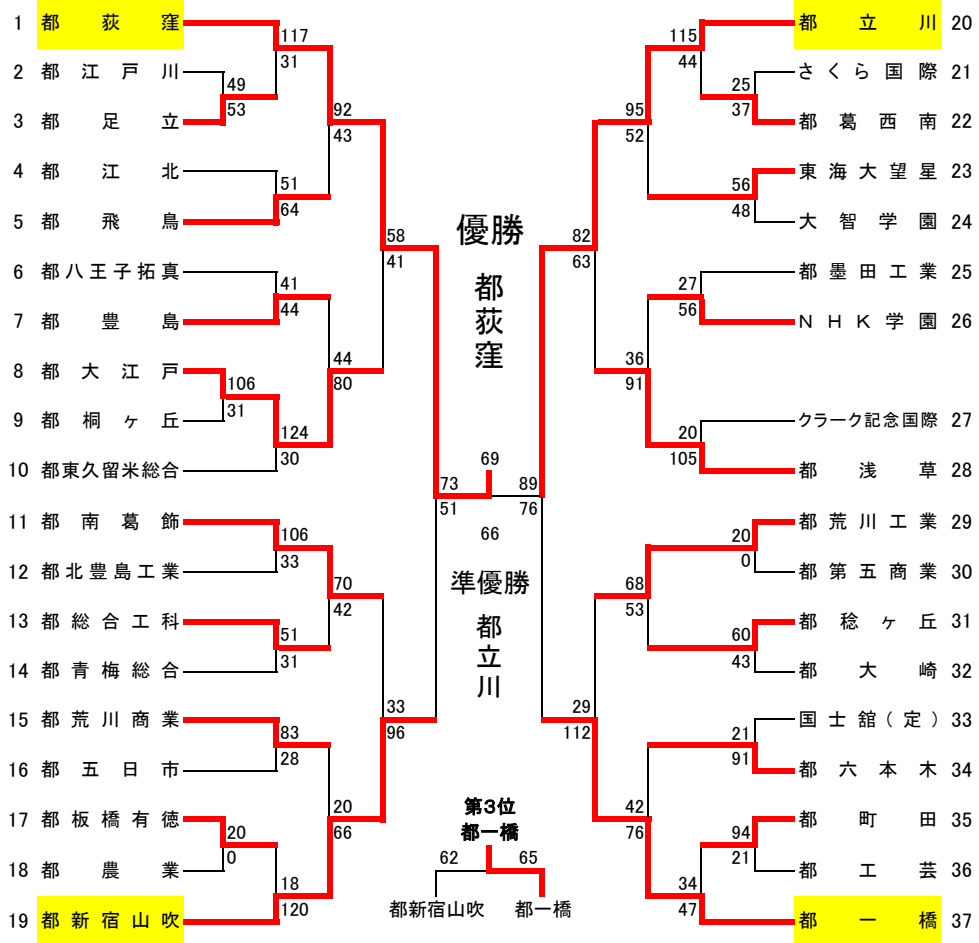 1 都荻窪
117
31
2 都江戸川
49
53
3 都足立
92
43
4 都江北
51
64
5 都飛鳥
58
41
6 都八王子拓真
41
44
7 都豊島
44
80
8 都大江戸
106
31
9 都桐ヶ丘
124
30
10 都東久留米総合
73
51
11 都南葛飾
106
33
12 都北豊島工業
70
42
13 都総合工科
51
31
14 都青梅総合
33
96
15 都荒川商業
83
28
16 都五日市
20
66
17 都板橋有徳
20
0
18 都農業
18
120
19 都新宿山吹
優勝
都荻窪
69
66
準優勝
都立川
第3位
都一橋
62 65
都新宿山吹 都一橋
都立川 20
115
44
さくら国際 21
25
37
都葛西南 22
95
52
東海大望星 23
56
48
大智学園 24
82
63
都墨田工業 25
27
56
NHK学園 26
36
91
クラーク記念国際 27
20
105
都浅草 28
89
76
都荒川工業 29
20
0
都第五商業 30
68
53
都稔ヶ丘 31
60
43
都大崎 32
29
112
国士舘(定) 33
21
91
都六本木 34
42
76
都町田 35
94
21
都工芸 36
34
47
都一橋 37